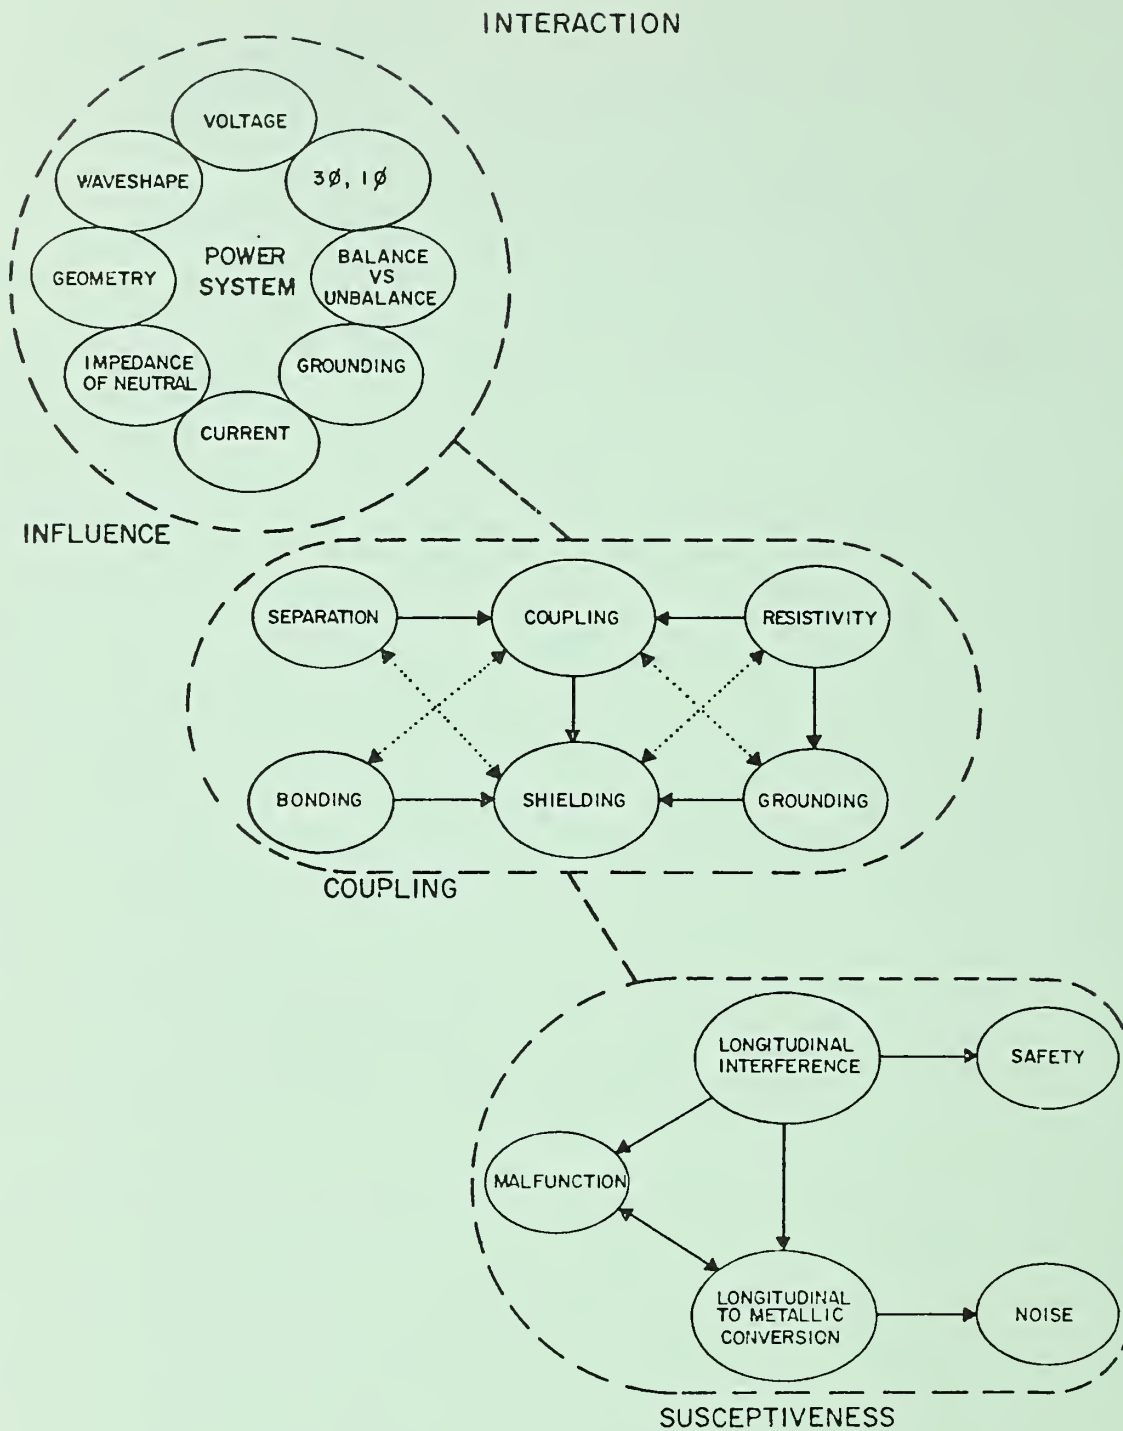 INTERACTION
VOLTAGE
WAVESHAPE
3Ø, 1Ø
POWER
SYSTEM
GEOMETRY
BALANCE
VS
UNBALANCE
IMPEDANCE
OF NEUTRAL
GROUNDING
CURRENT
INFLUENCE
SEPARATION
COUPLING
RESISTIVITY
BONDING
SHIELDING
GROUNDING
COUPLING
LONGITUDINAL
INTERFERENCE
SAFETY
MALFUNCTION
LONGITUDINAL
TO METALLIC
CONVERSION
NOISE
SUSCEPTIVENESS